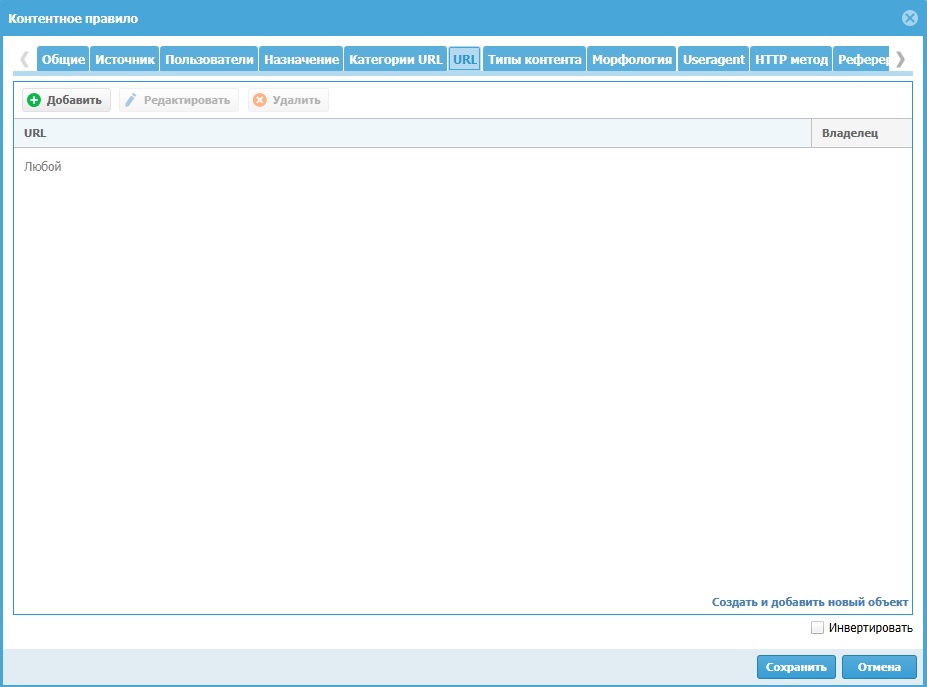 Контентное правило
Общие Источник Пользователи Назначение Категории URL URL Типы контента Морфология Useragent HTTP метод Рефереr
Добавить Редактировать Удалить
URL Владелец
Любой
Создать и добавить новый объект
Инвертировать
Сохранить Отмена